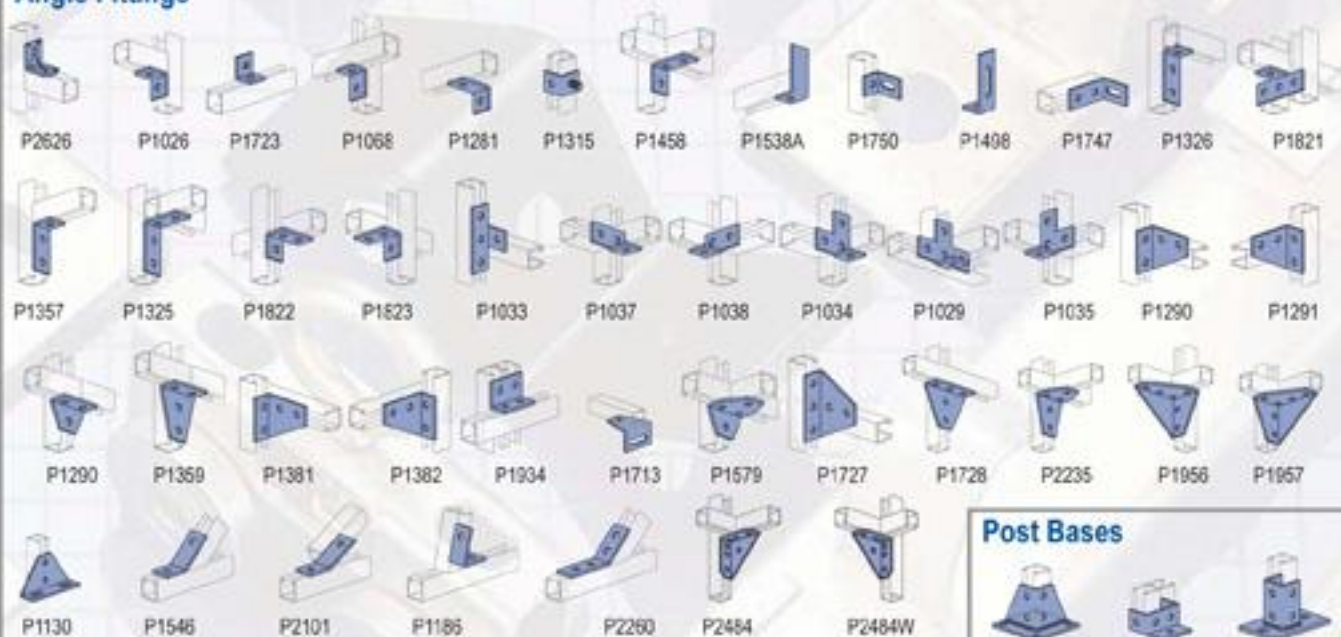 Angle Fittings
P2626 P1026 P1723 P1068 P1281 P1315 P1458 P1538A P1750 P1498 P1747 P1326 P1821
P1357 P1325 P1822 P1823 P1033 P1037 P1038 P1034 P1029 P1035 P1290 P1291
P1290 P1359 P1381 P1382 P1934 P1713 P1579 P1727 P1728 P2235 P1956 P1957
Post Bases
P1130 P1546 P2101 P1186 P2260 P2484 P2484W